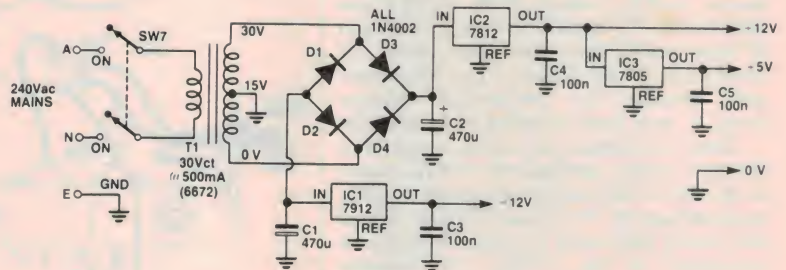 SW7
A
ON
240Vac
MAINS
N
ON
E
GND
T1
30Vct
@ 500mA
(6672)
30V
15V
0 V
D1
D2
D3
D4
ALL
1N4002
C1
470u
IN
IC1
7912
OUT
REF
C3
100n
-12V
+
C2
470u
IN
IC2
7812
OUT
REF
C4
100n
IN
IC3
7805
OUT
REF
C5
100n
-12V
-5V
0 V